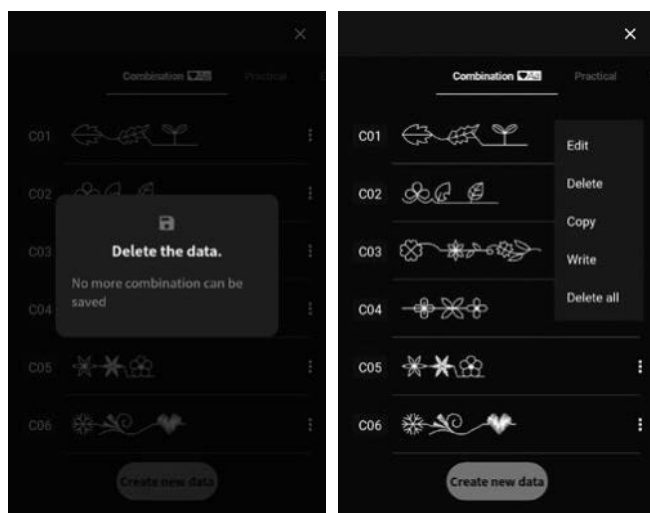 ×
Combination Practical
C01
C02
Delete the data.
C03
No more combination can be
saved
C04
C05
C06
Create new data
×
Combination Practical
C01
Edit
Delete
C02
Copy
C03
Write
Delete all
C04
C05
C06
Create new data